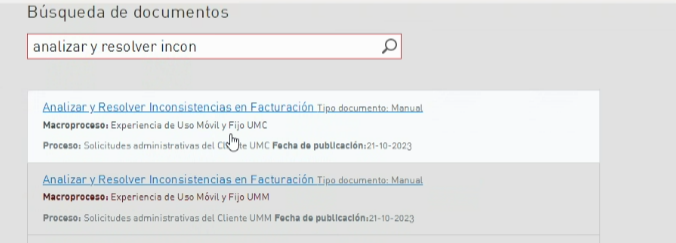 Búsqueda de documentos
analizar y resolver incon
Analizar y Resolver Inconsistencias en Facturación Tipo documento: Manual
Macroproceso: Experiencia de Uso Móvil y Fijo UMC
Proceso: Solicitudes administrativas del Cliente UMC Fecha de publicación:21-10-2023
Analizar y Resolver Inconsistencias en Facturación Tipo documento: Manual
Macroproceso: Experiencia de Uso Móvil y Fijo UMM
Proceso: Solicitudes administrativas del Cliente UMM Fecha de publicación:21-10-2023